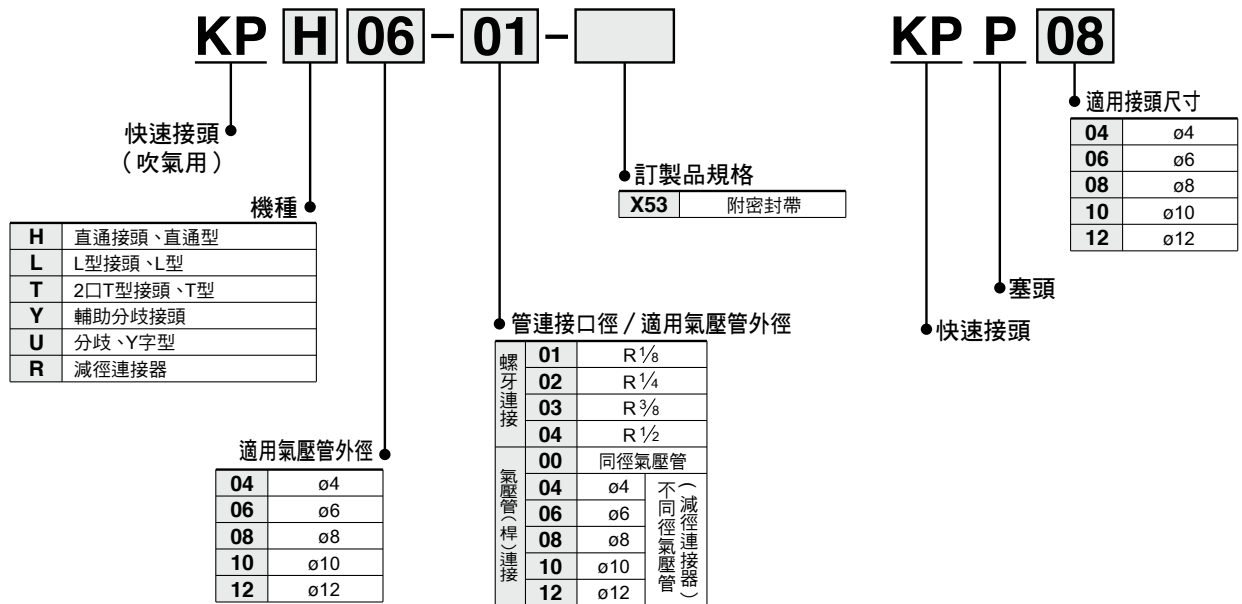 KP H 06 - 01 -
快速接頭
(吹氣用)
機種
H 直通接頭、直通型
L L型接頭、L型
T 2口T型接頭、T型
Y 輔助分歧接頭
U 分歧、Y字型
R 減徑連接器
適用氣壓管外徑
04 ø4
06 ø6
08 ø8
10 ø10
12 ø12
訂製品規格
X53 附密封帶
管連接口徑/適用氣壓管外徑
螺牙連接
01 R1/8
02 R1/4
03 R3/8
04 R1/2
氣壓管(桿)連接
00 同徑氣壓管
04 ø4
06 ø6
08 ø8
10 ø10
12 ø12
不同徑氣壓管
(減徑連接器)
KP P 08
適用接頭尺寸
04 ø4
06 ø6
08 ø8
10 ø10
12 ø12
塞頭
快速接頭